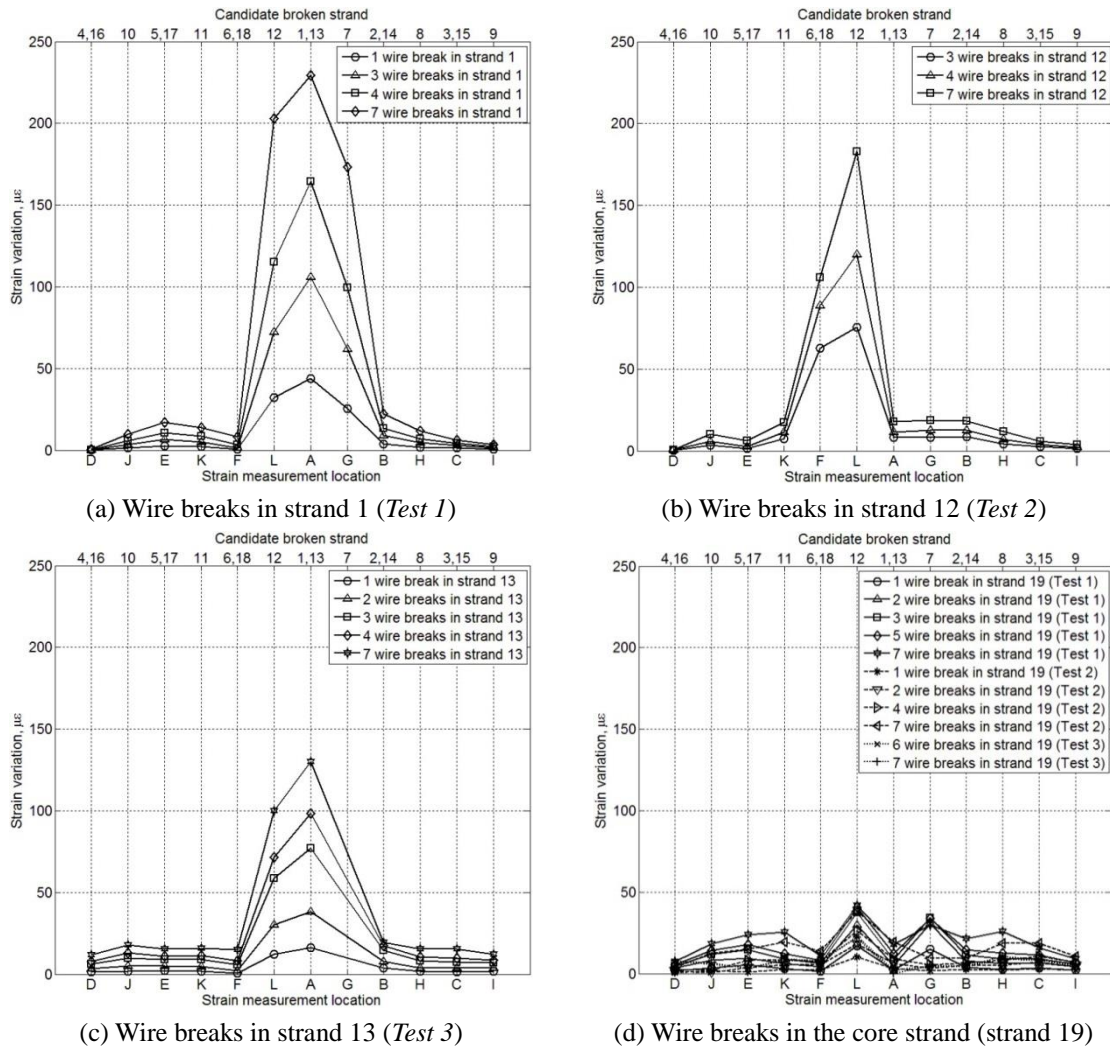 Candidate broken strand
4,16 10 5,17 11 6,18 12 1,13 7 2,14 8 3,15 9
250
200
150
100
50
0
Strain variation, με
1 wire break in strand 1
3 wire breaks in strand 1
4 wire breaks in strand 1
7 wire breaks in strand 1
D J E K F L A G B H C I
Strain measurement location
(a) Wire breaks in strand 1 (Test 1)
Candidate broken strand
4,16 10 5,17 11 6,18 12 1,13 7 2,14 8 3,15 9
250
200
150
100
50
0
Strain variation, με
3 wire breaks in strand 12
4 wire breaks in strand 12
7 wire breaks in strand 12
D J E K F L A G B H C I
Strain measurement location
(b) Wire breaks in strand 12 (Test 2)
Candidate broken strand
4,16 10 5,17 11 6,18 12 1,13 7 2,14 8 3,15 9
250
200
150
100
50
0
Strain variation, με
1 wire break in strand 13
2 wire breaks in strand 13
3 wire breaks in strand 13
4 wire breaks in strand 13
7 wire breaks in strand 13
D J E K F L A G B H C I
Strain measurement location
(c) Wire breaks in strand 13 (Test 3)
Candidate broken strand
4,16 10 5,17 11 6,18 12 1,13 7 2,14 8 3,15 9
250
200
150
100
50
0
Strain variation, με
1 wire break in strand 19 (Test 1)
2 wire breaks in strand 19 (Test 1)
3 wire breaks in strand 19 (Test 1)
5 wire breaks in strand 19 (Test 1)
7 wire breaks in strand 19 (Test 1)
1 wire break in strand 19 (Test 2)
2 wire breaks in strand 19 (Test 2)
4 wire breaks in strand 19 (Test 2)
7 wire breaks in strand 19 (Test 2)
6 wire breaks in strand 19 (Test 3)
7 wire breaks in strand 19 (Test 3)
D J E K F L A G B H C I
Strain measurement location
(d) Wire breaks in the core strand (strand 19)